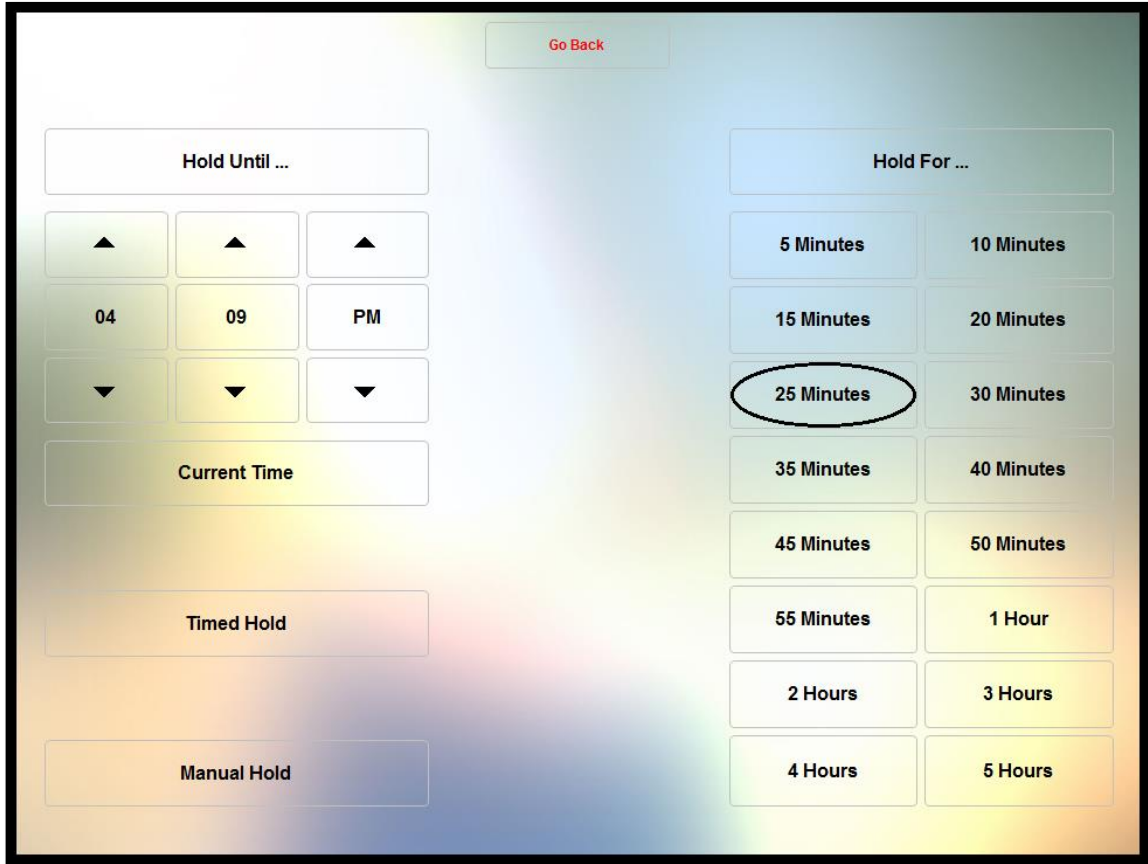 Go Back
Hold Until ...
04 09 PM
Current Time
Timed Hold
Manual Hold
Hold For ...
5 Minutes 10 Minutes
15 Minutes 20 Minutes
25 Minutes 30 Minutes
35 Minutes 40 Minutes
45 Minutes 50 Minutes
55 Minutes 1 Hour
2 Hours 3 Hours
4 Hours 5 Hours